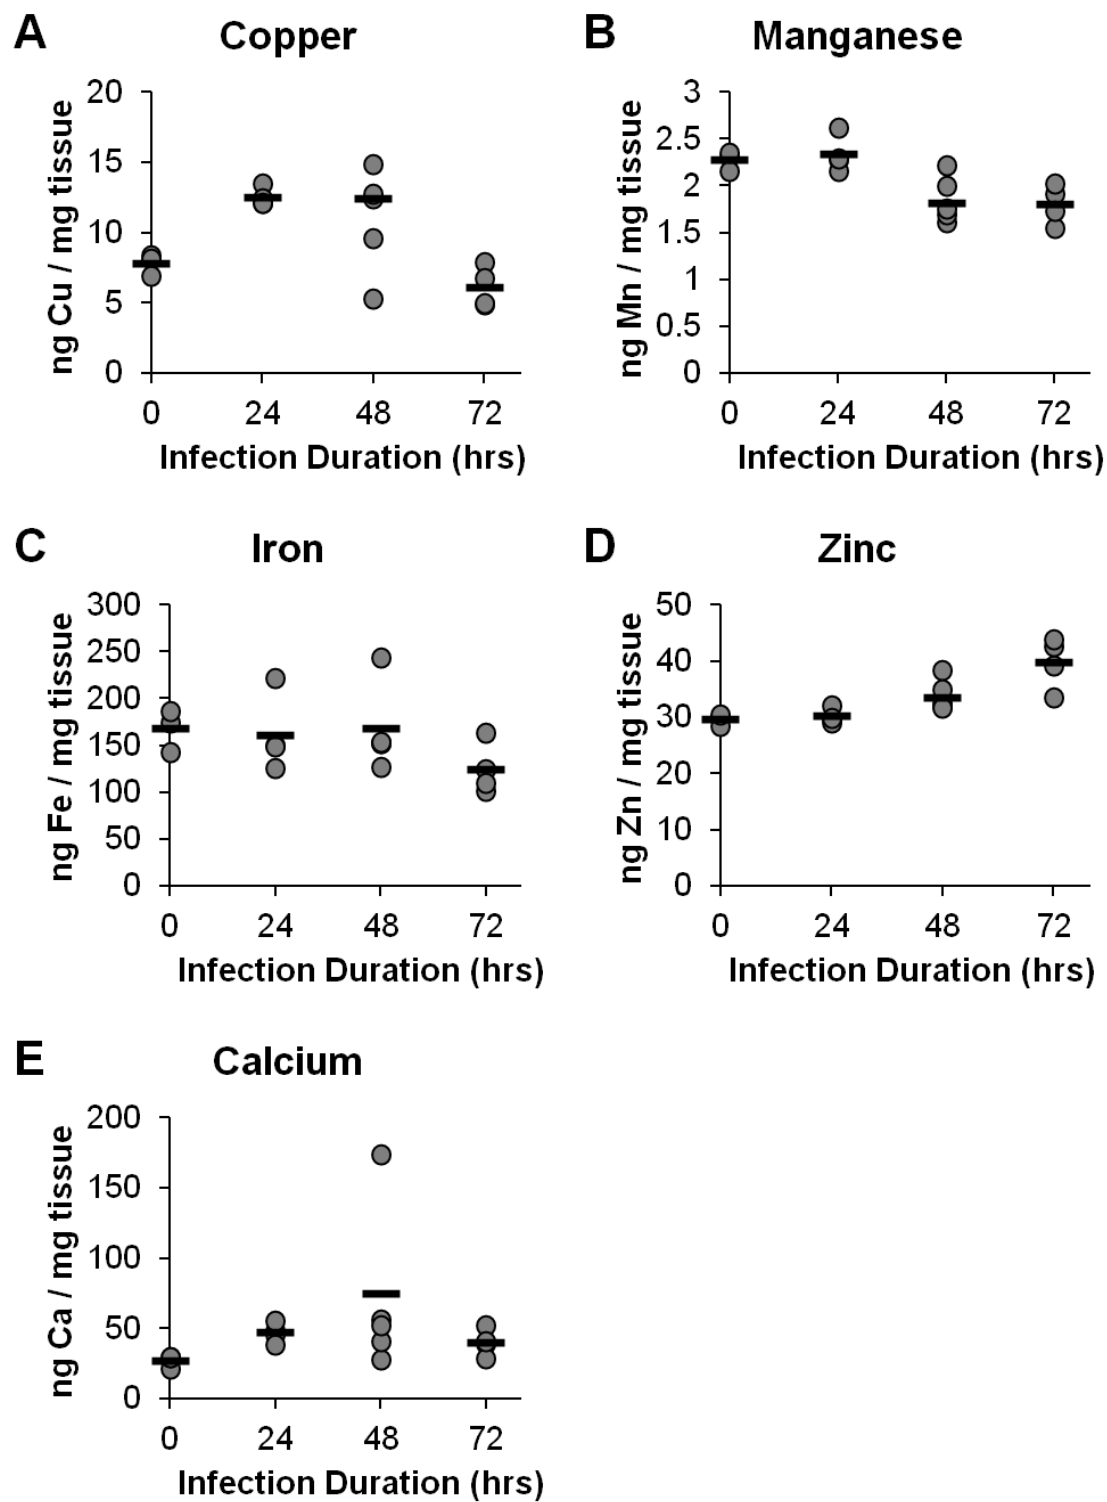 A Copper
ng Cu / mg tissue
20
15
10
5
0
0 24 48 72
Infection Duration (hrs)
B Manganese
ng Mn / mg tissue
3
2.5
2
1.5
1
0.5
0
0 24 48 72
Infection Duration (hrs)
C Iron
ng Fe / mg tissue
300
250
200
150
100
50
0
0 24 48 72
Infection Duration (hrs)
D Zinc
ng Zn / mg tissue
50
40
30
20
10
0
0 24 48 72
Infection Duration (hrs)
E Calcium
ng Ca / mg tissue
200
150
100
50
0
0 24 48 72
Infection Duration (hrs)